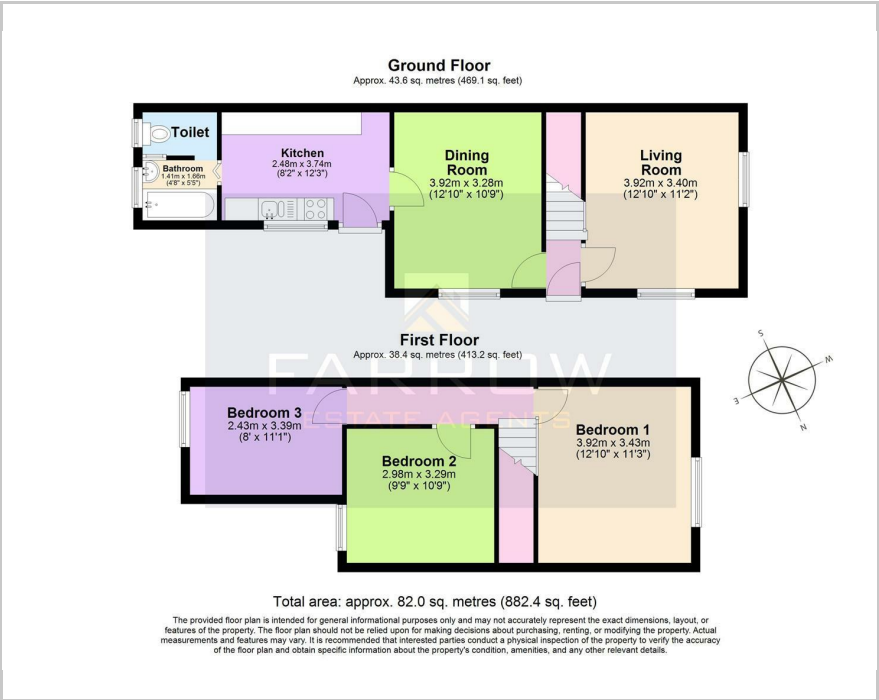 Ground Floor
Approx. 43.6 sq. metres (469.1 sq. feet)
Toilet
Bathroom
1.41m x 1.66m
(4'8" x 5'5")
Kitchen
2.48m x 3.74m
(8'2" x 12'3")
Dining
Room
3.92m x 3.28m
(12'10" x 10'9")
Living
Room
3.92m x 3.40m
(12'10" x 11'2")
First Floor
Approx. 38.4 sq. metres (413.2 sq. feet)
FARROW
ESTATE AGENTS
S
W
E
N
Bedroom 3
2.43m x 3.39m
(8' x 11'1")
Bedroom 2
2.98m x 3.29m
(9'9" x 10'9")
Bedroom 1
3.92m x 3.43m
(12'10" x 11'3")
Total area: approx. 82.0 sq. metres (882.4 sq. feet)
The provided floor plan is intended for general informational purposes only and may not accurately represent the exact dimensions, layout, or
features of the property. The floor plan should not be relied upon for making decisions about purchasing, renting, or modifying the property. Actual
measurements and features may vary. It is recommended that interested parties conduct a physical inspection of the property to verify the accuracy
of the floor plan and obtain specific information about the property's condition, amenities, and any other relevant details.